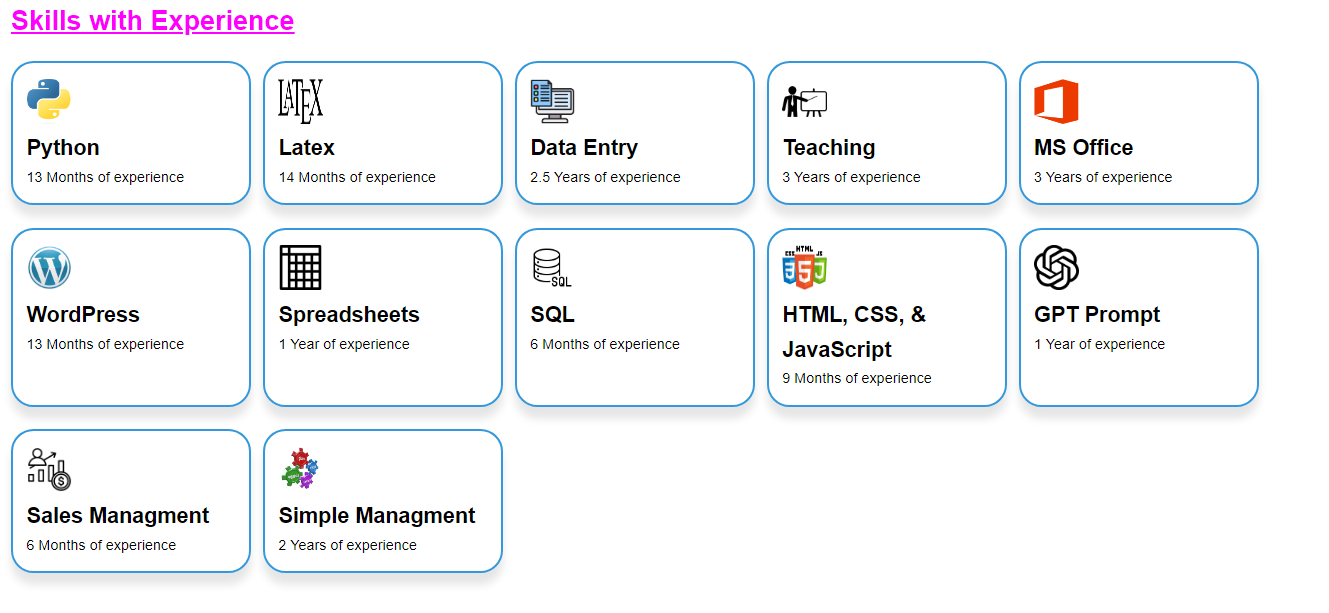 Skills with Experience
LATEX
Python
13 Months of experience
Latex
14 Months of experience
Data Entry
2.5 Years of experience
Teaching
3 Years of experience
MS Office
3 Years of experience
W
WordPress
13 Months of experience
Spreadsheets
1 Year of experience
SQL
SQL
6 Months of experience
CSS HTML JS
3 5 J
HTML, CSS, &
JavaScript
9 Months of experience
GPT Prompt
1 Year of experience
$
Sales Managment
6 Months of experience
Simple Managment
2 Years of experience